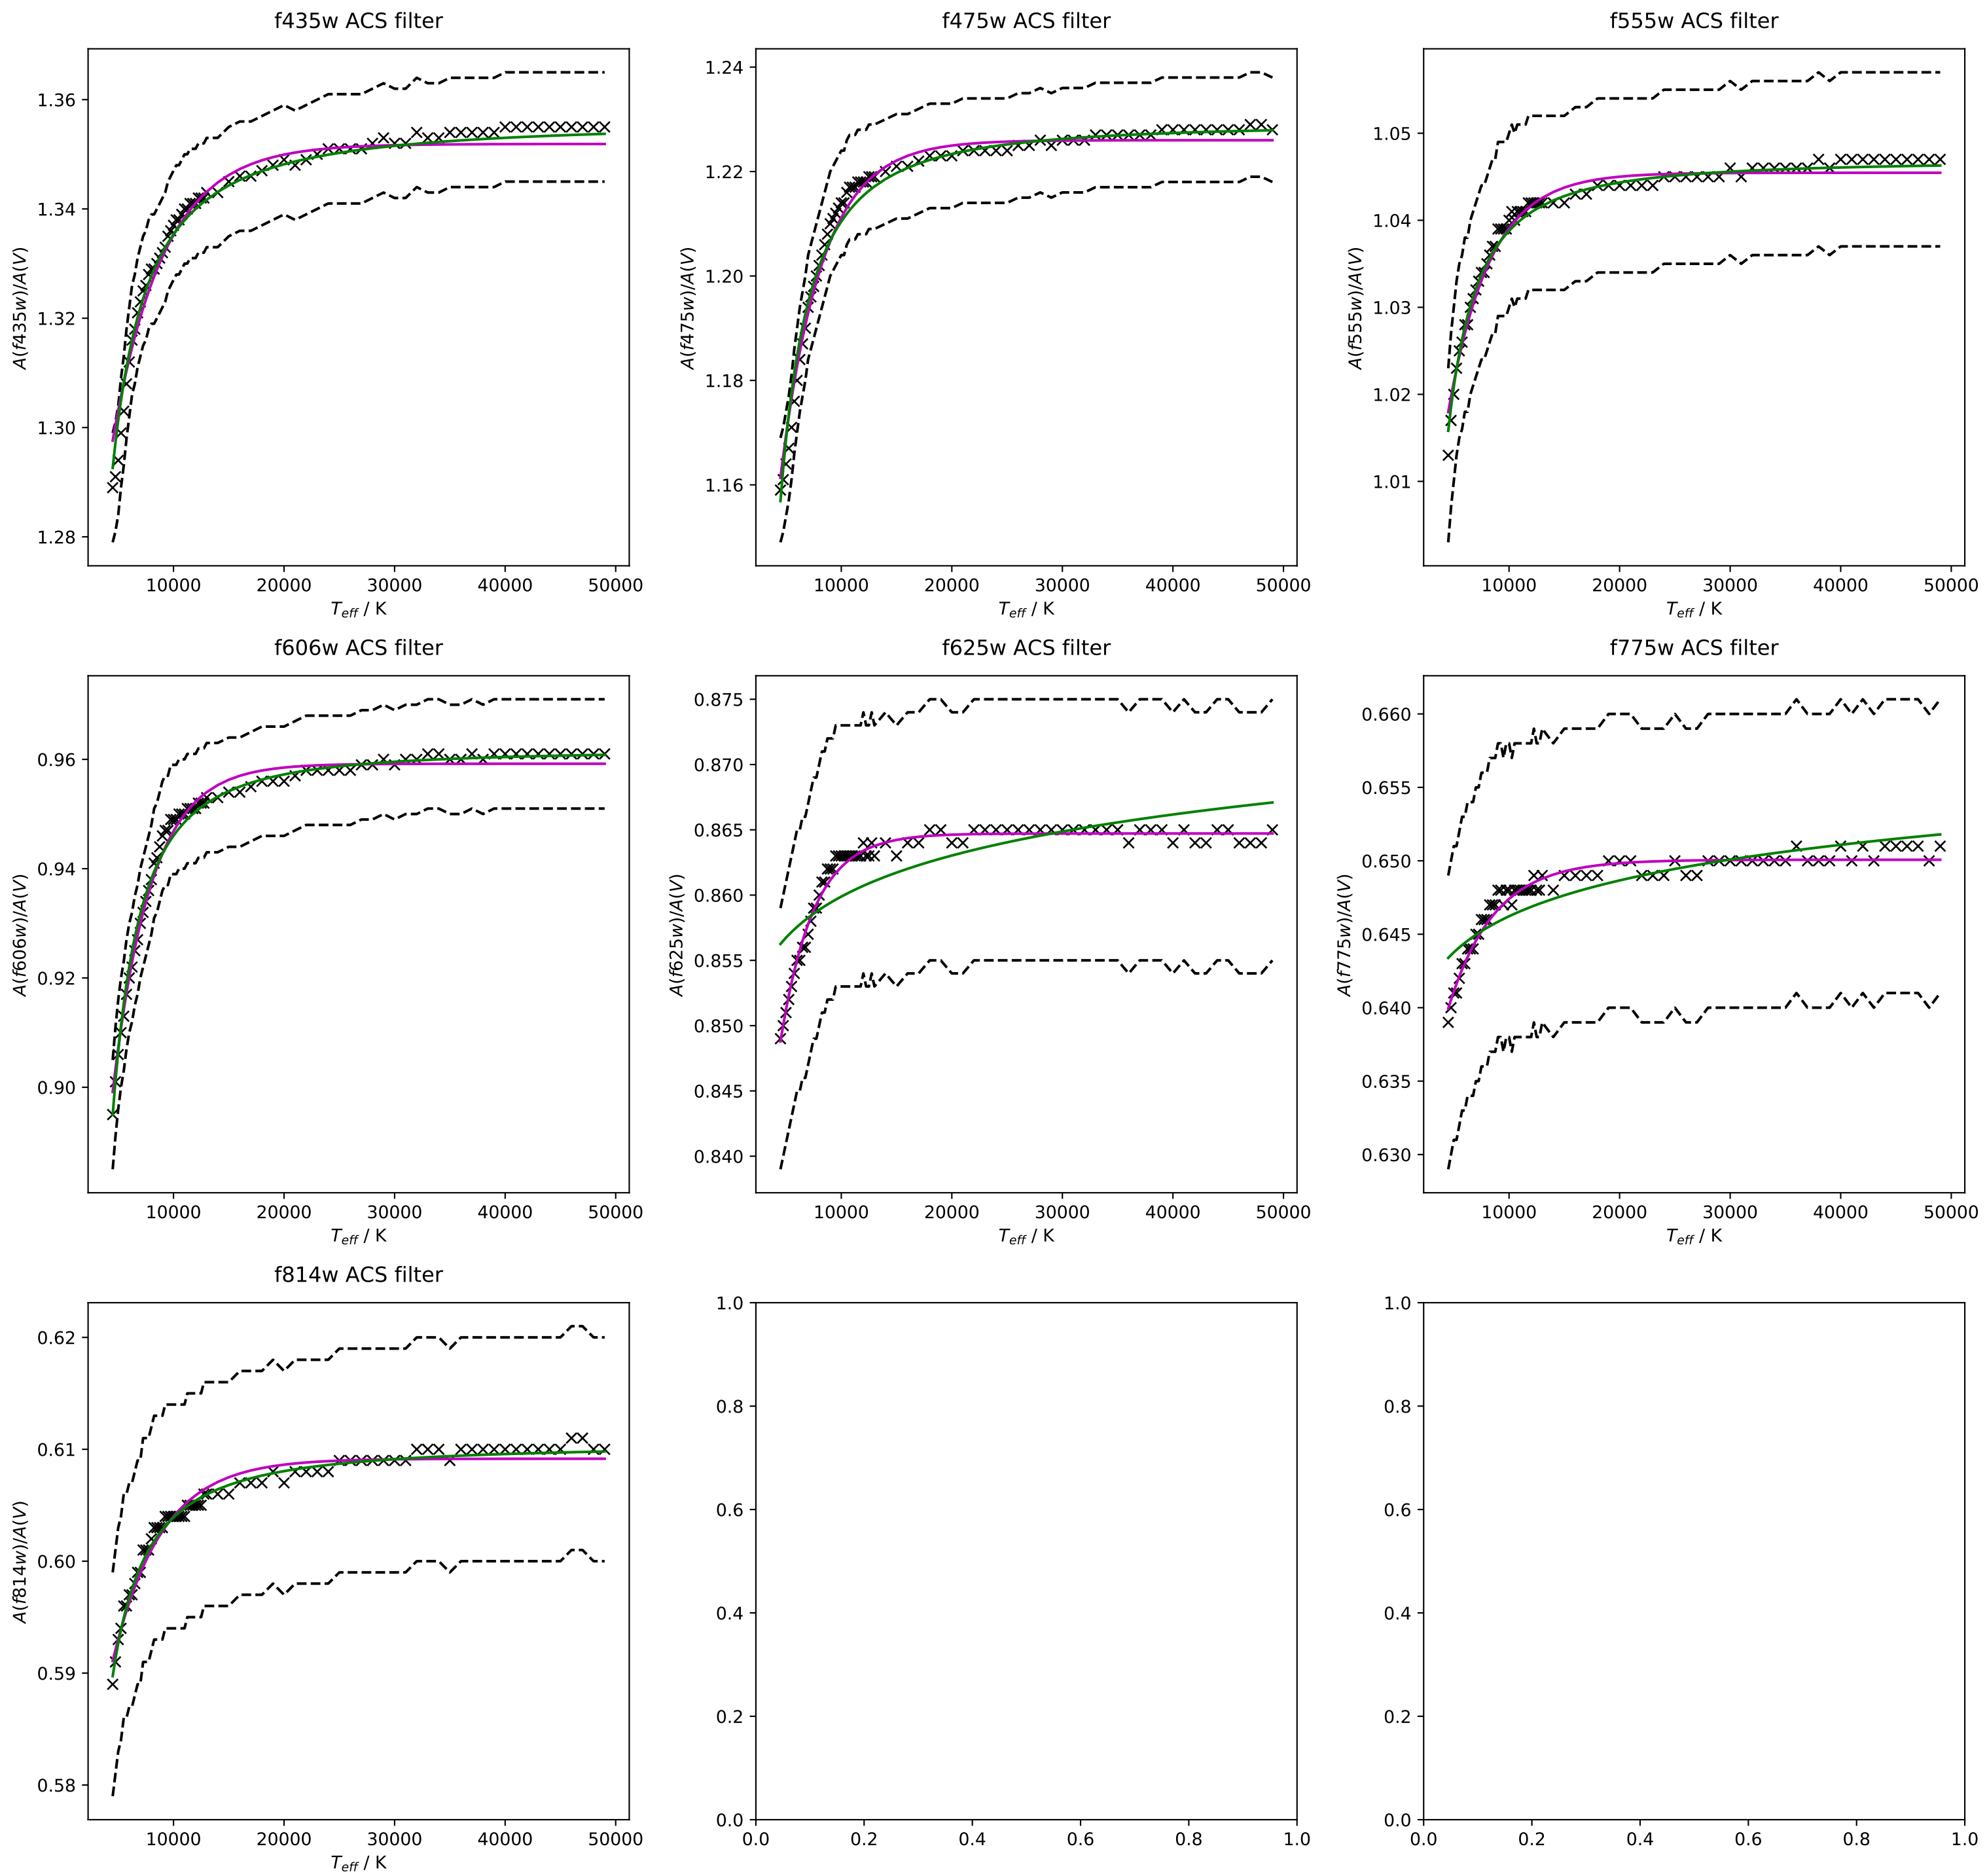 f435w ACS filter
A(f435w)/A(V)
1.36
1.34
1.32
1.30
1.28
10000 20000 30000 40000 50000
T_eff / K
f475w ACS filter
A(f475w)/A(V)
1.24
1.22
1.20
1.18
1.16
10000 20000 30000 40000 50000
T_eff / K
f555w ACS filter
A(f555w)/A(V)
1.05
1.04
1.03
1.02
1.01
10000 20000 30000 40000 50000
T_eff / K
f606w ACS filter
A(f606w)/A(V)
0.96
0.94
0.92
0.90
10000 20000 30000 40000 50000
T_eff / K
f625w ACS filter
A(f625w)/A(V)
0.875
0.870
0.865
0.860
0.855
0.850
0.845
0.840
10000 20000 30000 40000 50000
T_eff / K
f775w ACS filter
A(f775w)/A(V)
0.660
0.655
0.650
0.645
0.640
0.635
0.630
10000 20000 30000 40000 50000
T_eff / K
f814w ACS filter
A(f814w)/A(V)
0.62
0.61
0.60
0.59
0.58
10000 20000 30000 40000 50000
T_eff / K
1.0
0.8
0.6
0.4
0.2
0.0
0.0 0.2 0.4 0.6 0.8 1.0
1.0
0.8
0.6
0.4
0.2
0.0
0.0 0.2 0.4 0.6 0.8 1.0